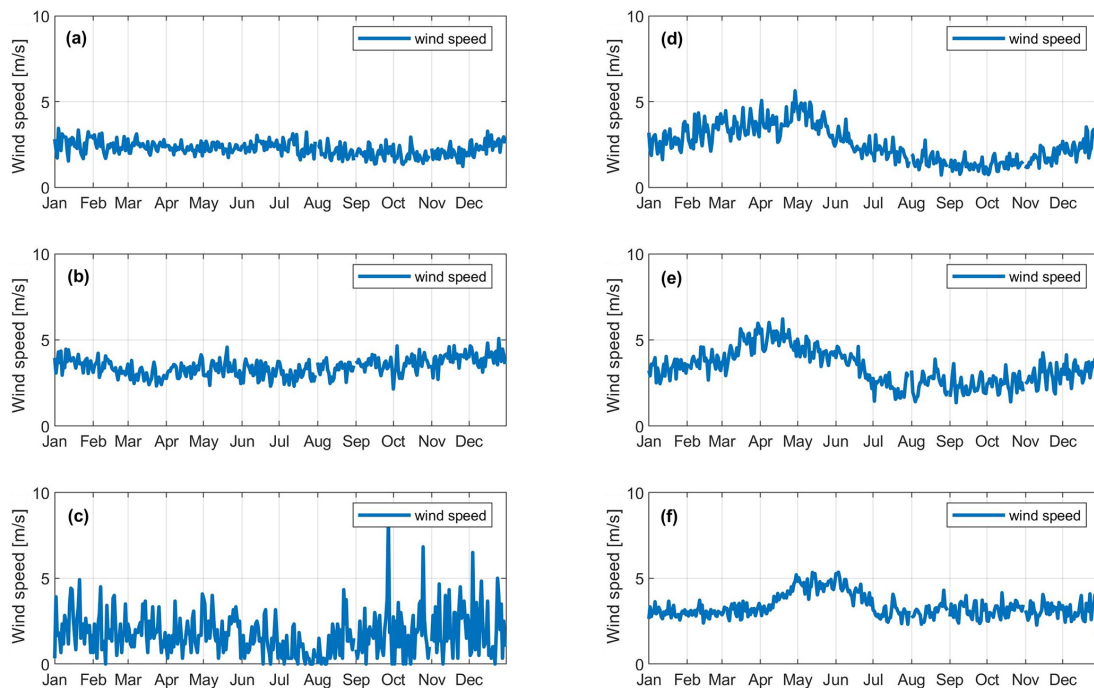 (a)
wind speed
Wind speed [m/s]
10
5
0
Jan Feb Mar Apr May Jun Jul Aug Sep Oct Nov Dec
(d)
wind speed
Wind speed [m/s]
10
5
0
Jan Feb Mar Apr May Jun Jul Aug Sep Oct Nov Dec
(b)
wind speed
Wind speed [m/s]
10
5
0
Jan Feb Mar Apr May Jun Jul Aug Sep Oct Nov Dec
(e)
wind speed
Wind speed [m/s]
10
5
0
Jan Feb Mar Apr May Jun Jul Aug Sep Oct Nov Dec
(c)
wind speed
Wind speed [m/s]
10
5
0
Jan Feb Mar Apr May Jun Jul Aug Sep Oct Nov Dec
(f)
wind speed
Wind speed [m/s]
10
5
0
Jan Feb Mar Apr May Jun Jul Aug Sep Oct Nov Dec